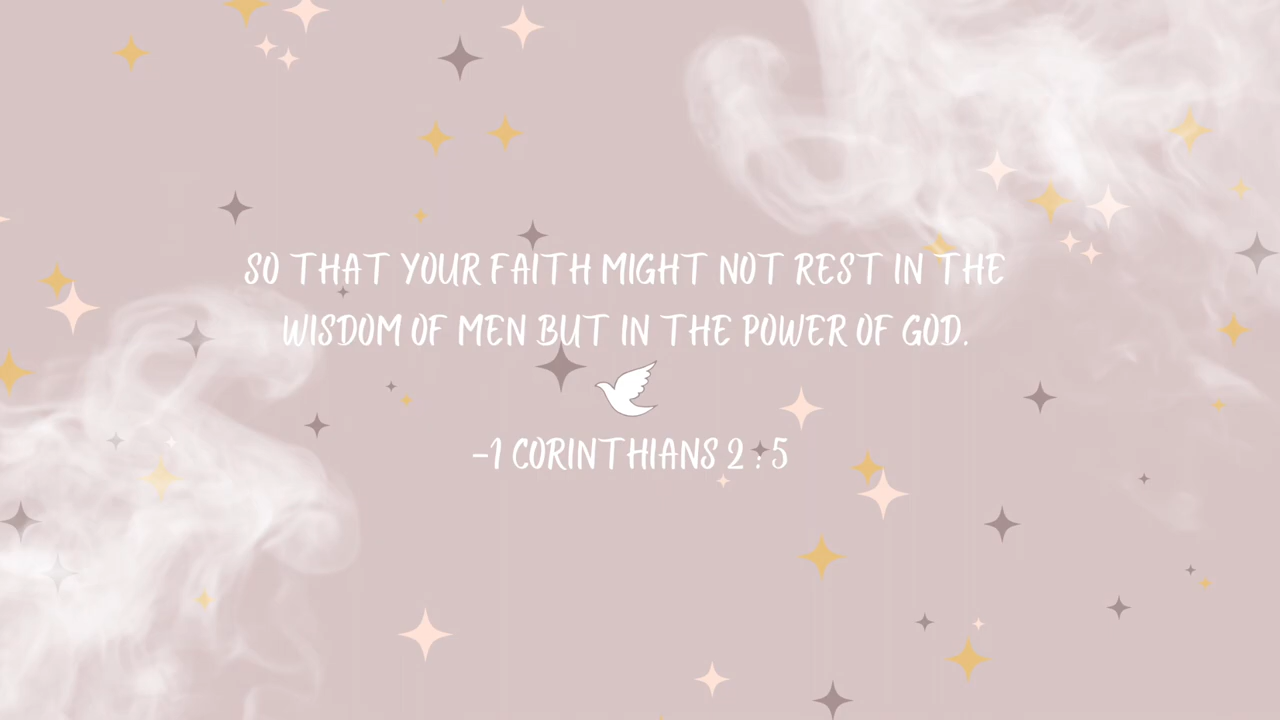 SO THAT YOUR FAITH MIGHT NOT REST IN THE
WISDOM OF MEN BUT IN THE POWER OF GOD.
-1 CORINTHIANS 2 : 5